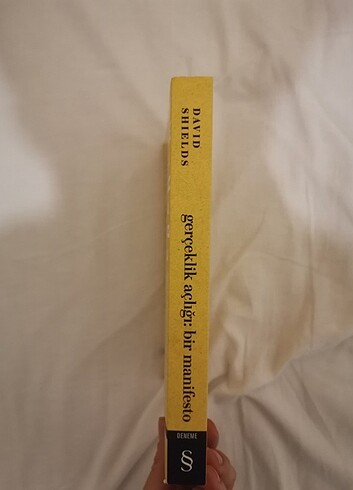 DAVID
SHIELDS
gerçeklik açlığı: bir manifesto
DENEME